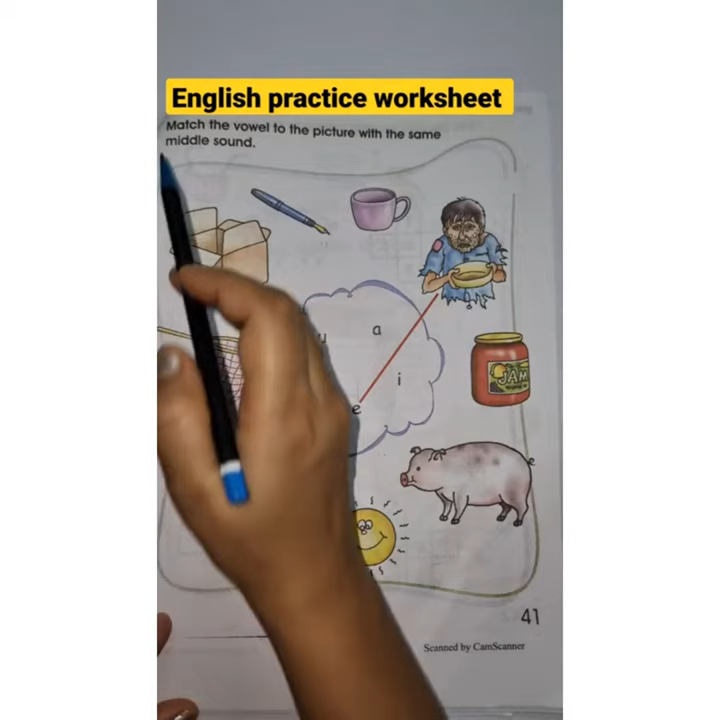 English practice worksheet
Match the vowel to the picture with the same
middle sound.
u
a
i
e
JAM
41
Scanned by CamScanner